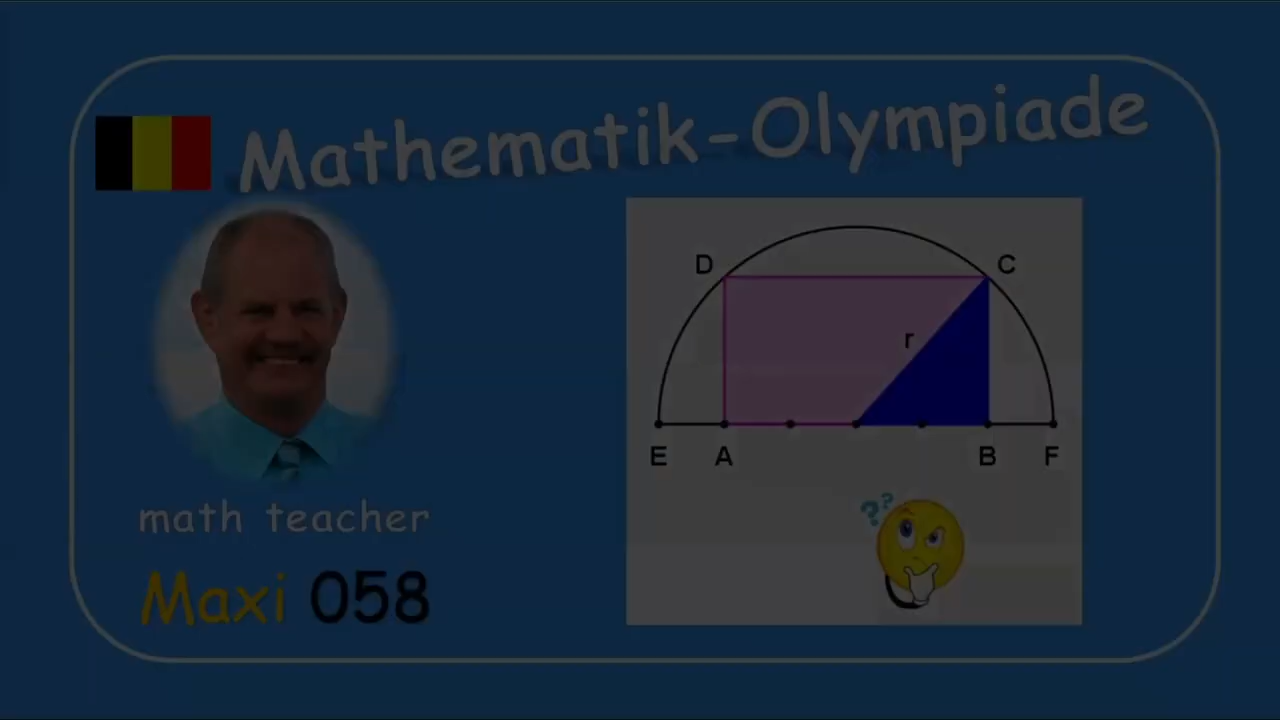 Mathematik-Olympiade
D C
r
E A B F
??
math teacher
Maxi 058